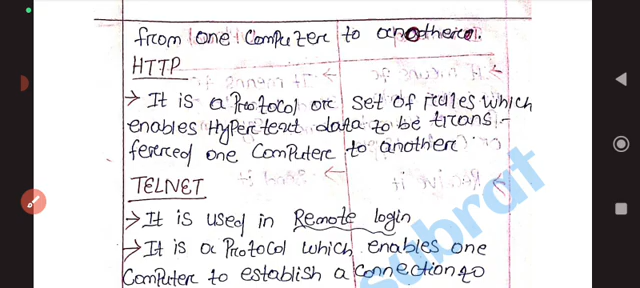 from one Computer to another.
HTTP
→ It is a Protocol or set of rules which
enables Hypertext data to be trans-
ferered one Computer to another
TELNET
→ It is used in Remote login
→ It is a Protocol which enables one
Computer to establish a connection to
subrat